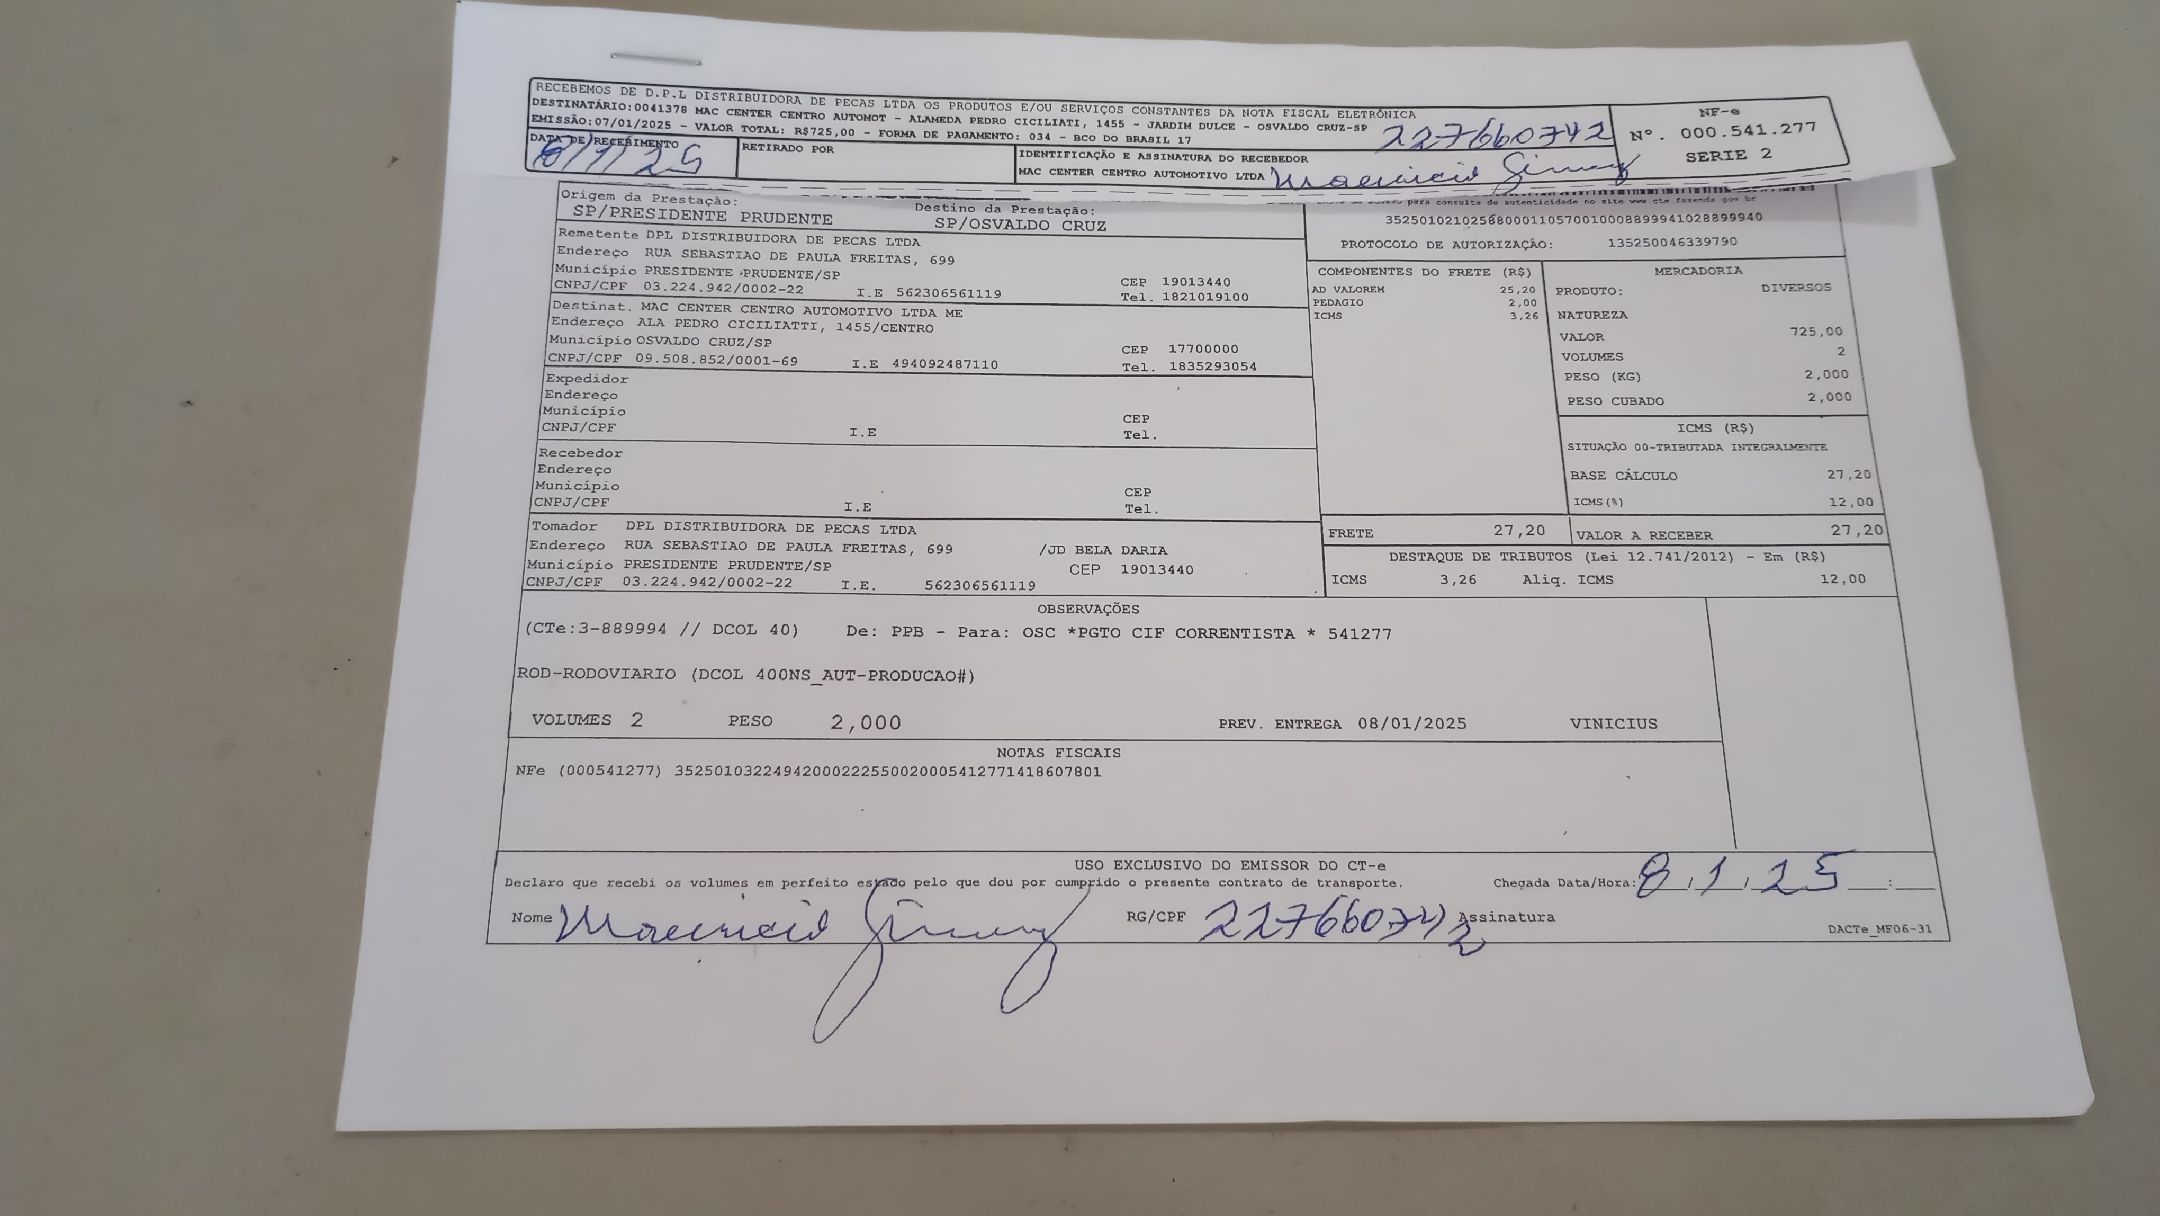 RECEBEMOS DE D.P.L DISTRIBUIDORA DE PECAS LTDA OS PRODUTOS E/OU SERVIÇOS CONSTANTES DA NOTA FISCAL ELETRÔNICA
DESTINATÁRIO:0041378 MAC CENTER CENTRO AUTOMOT - ALAMEDA PEDRO CICILIATI, 1455 - JARDIM DULCE - OSVALDO CRUZ-SP
EMISSÃO:07/01/2025 - VALOR TOTAL: R$725,00 - FORMA DE PAGAMENTO: 034 - BCO DO BRASIL 17
227660742
NF-e
Nº. 000.541.277
SERIE 2
DATA DE RECEBIMENTO
8/1/25
RETIRADO POR
IDENTIFICAÇÃO E ASSINATURA DO RECEBEDOR
MAC CENTER CENTRO AUTOMOTIVO LTDA
Origem da Prestação: Destino da Prestação:
SP/PRESIDENTE PRUDENTE SP/OSVALDO CRUZ
para consulta de autenticidade no site www.cte.fazenda.gov.br
35250102102568000110570010008899941028899940
PROTOCOLO DE AUTORIZAÇÃO: 135250046339790
Remetente DPL DISTRIBUIDORA DE PECAS LTDA
Endereço RUA SEBASTIAO DE PAULA FREITAS, 699
Município PRESIDENTE PRUDENTE/SP CEP 19013440
CNPJ/CPF 03.224.942/0002-22 I.E 562306561119 Tel. 1821019100
Destinat. MAC CENTER CENTRO AUTOMOTIVO LTDA ME
Endereço ALA PEDRO CICILIATTI, 1455/CENTRO
Município OSVALDO CRUZ/SP CEP 17700000
CNPJ/CPF 09.508.852/0001-69 I.E 494092487110 Tel. 1835293054
Expedidor
Endereço
Município CEP
CNPJ/CPF I.E Tel.
Recebedor
Endereço
Município CEP
CNPJ/CPF I.E Tel.
Tomador DPL DISTRIBUIDORA DE PECAS LTDA
Endereço RUA SEBASTIAO DE PAULA FREITAS, 699 /JD BELA DARIA
Município PRESIDENTE PRUDENTE/SP CEP 19013440
CNPJ/CPF 03.224.942/0002-22 I.E. 562306561119
COMPONENTES DO FRETE (R$)
AD VALOREM 25,20
PEDAGIO 2,00
ICMS 3,26
MERCADORIA
PRODUTO: DIVERSOS
NATUREZA
VALOR 725,00
VOLUMES 2
PESO (KG) 2,000
PESO CUBADO 2,000
ICMS (R$)
SITUAÇÃO 00-TRIBUTADA INTEGRALMENTE
BASE CÁLCULO 27,20
ICMS(%) 12,00
FRETE 27,20 VALOR A RECEBER 27,20
DESTAQUE DE TRIBUTOS (Lei 12.741/2012) - Em (R$)
ICMS 3,26 Aliq. ICMS 12,00
OBSERVAÇÕES
(CTe:3-889994 // DCOL 40) De: PPB - Para: OSC *PGTO CIF CORRENTISTA * 541277
ROD-RODOVIARIO (DCOL 400NS_AUT-PRODUCAO#)
VOLUMES 2 PESO 2,000 PREV. ENTREGA 08/01/2025 VINICIUS
NOTAS FISCAIS
NFe (000541277) 35250103224942000222550020005412771418607801
USO EXCLUSIVO DO EMISSOR DO CT-e
Declaro que recebi os volumes em perfeito estado pelo que dou por cumprido o presente contrato de transporte. Chegada Data/Hora: 8/1/25 __:__
Nome RG/CPF 227660742 Assinatura
DACTe_MF06-31